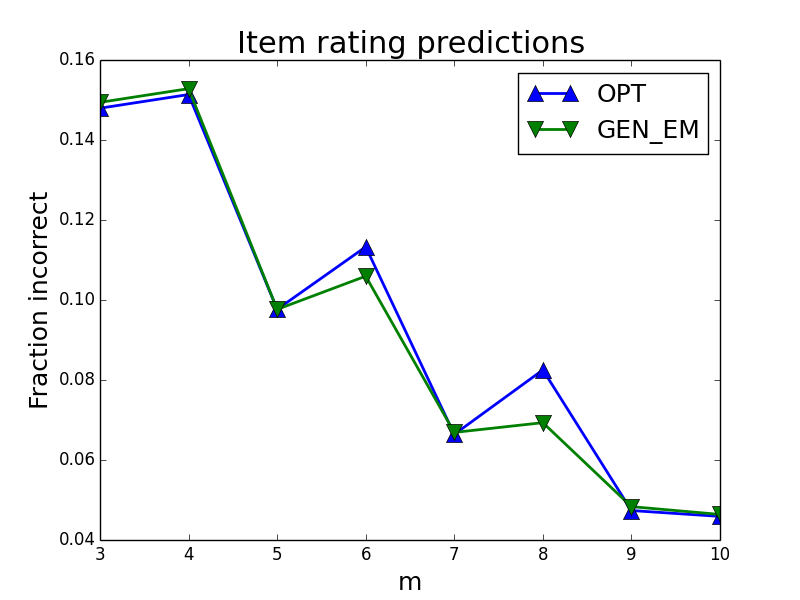 Item rating predictions
OPT
GEN_EM
Fraction incorrect
0.16
0.14
0.12
0.10
0.08
0.06
0.04
3 4 5 6 7 8 9 10
m